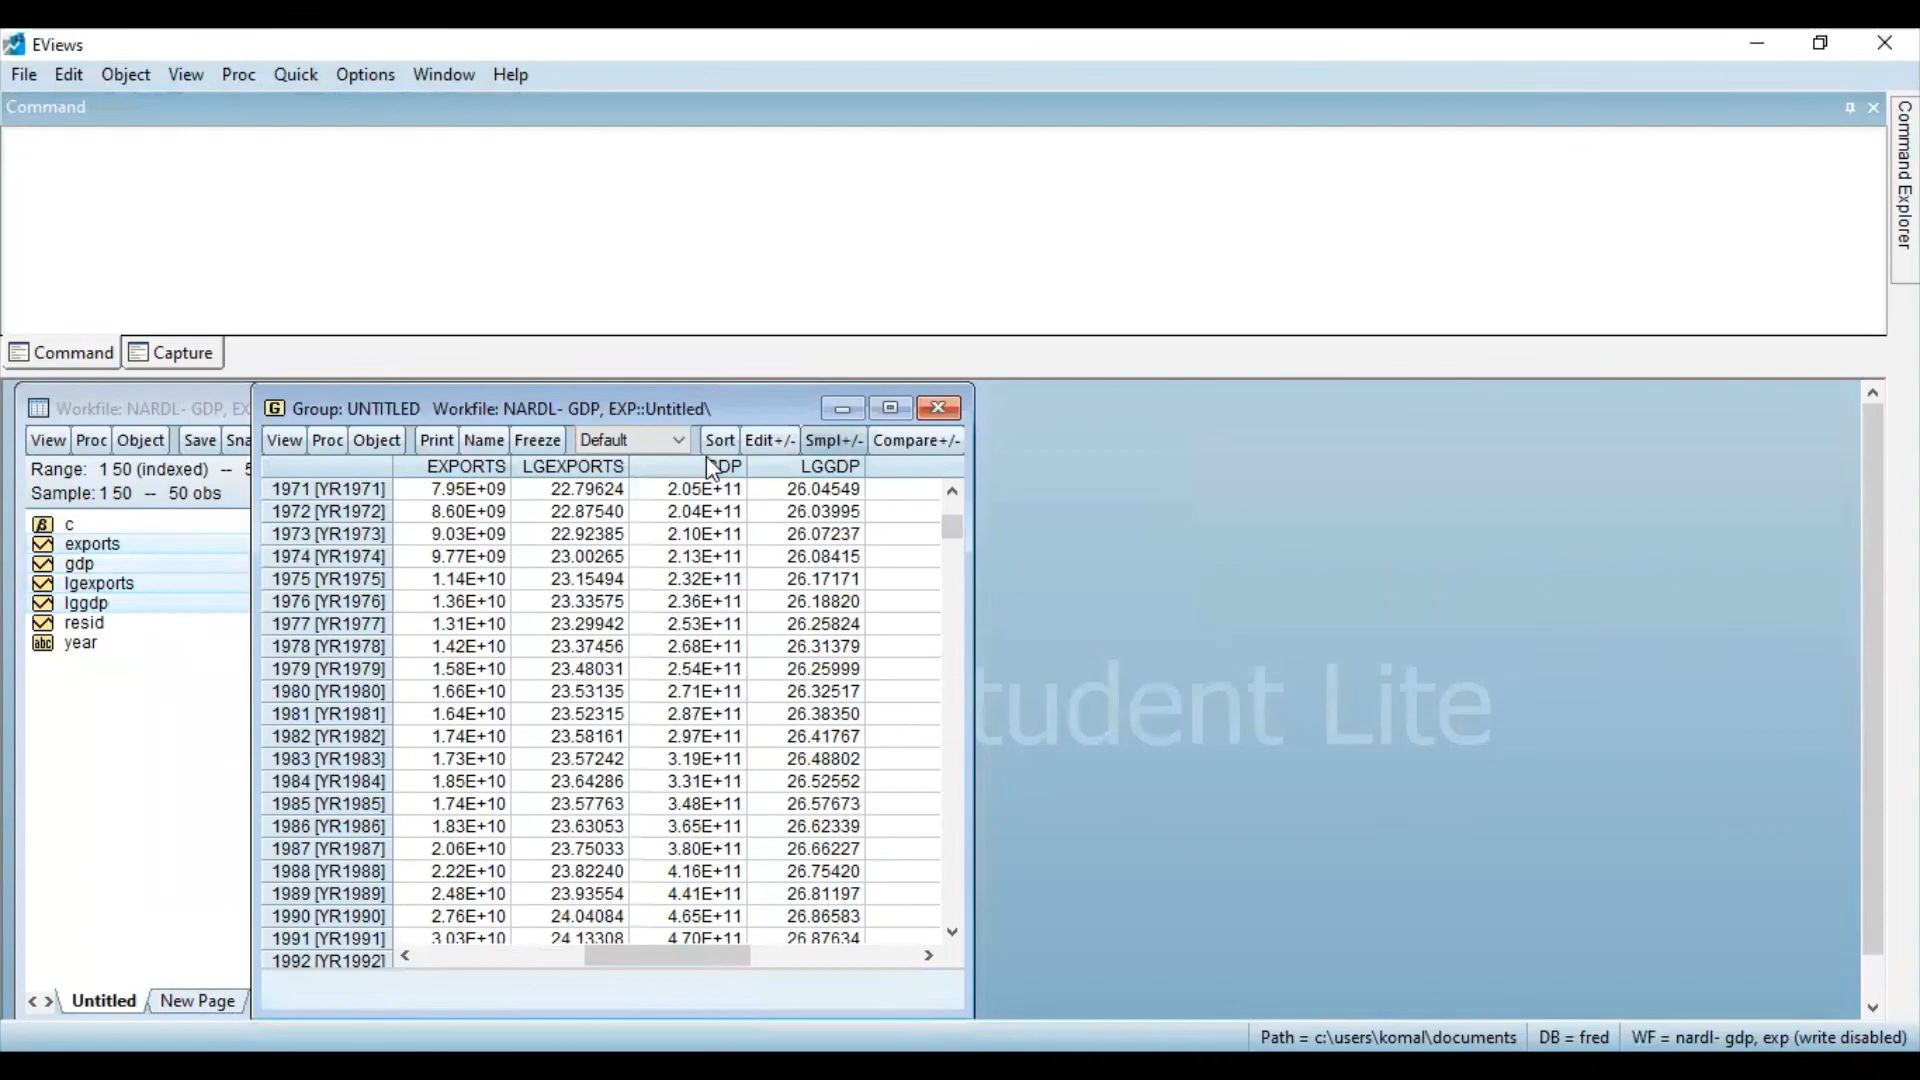 EViews
File Edit Object View Proc Quick Options Window Help
Command
Command Explorer
Command Capture
Workfile: NARDL- GDP, EX
View Proc Object Save Sna
Range: 1 50 (indexed) --
Sample: 1 50 -- 50 obs
c
exports
gdp
lgexports
lggdp
resid
year
Untitled New Page
Group: UNTITLED Workfile: NARDL- GDP, EXP::Untitled\
View Proc Object Print Name Freeze Default Sort Edit+/- Smpl+/- Compare+/-
EXPORTS LGEXPORTS GDP LGGDP
1971 [YR1971] 7.95E+09 22.79624 2.05E+11 26.04549
1972 [YR1972] 8.60E+09 22.87540 2.04E+11 26.03995
1973 [YR1973] 9.03E+09 22.92385 2.10E+11 26.07237
1974 [YR1974] 9.77E+09 23.00265 2.13E+11 26.08415
1975 [YR1975] 1.14E+10 23.15494 2.32E+11 26.17171
1976 [YR1976] 1.36E+10 23.33575 2.36E+11 26.18820
1977 [YR1977] 1.31E+10 23.29942 2.53E+11 26.25824
1978 [YR1978] 1.42E+10 23.37456 2.68E+11 26.31379
1979 [YR1979] 1.58E+10 23.48031 2.54E+11 26.25999
1980 [YR1980] 1.66E+10 23.53135 2.71E+11 26.32517
1981 [YR1981] 1.64E+10 23.52315 2.87E+11 26.38350
1982 [YR1982] 1.74E+10 23.58161 2.97E+11 26.41767
1983 [YR1983] 1.73E+10 23.57242 3.19E+11 26.48802
1984 [YR1984] 1.85E+10 23.64286 3.31E+11 26.52552
1985 [YR1985] 1.74E+10 23.57763 3.48E+11 26.57673
1986 [YR1986] 1.83E+10 23.63053 3.65E+11 26.62339
1987 [YR1987] 2.06E+10 23.75033 3.80E+11 26.66227
1988 [YR1988] 2.22E+10 23.82240 4.16E+11 26.75420
1989 [YR1989] 2.48E+10 23.93554 4.41E+11 26.81197
1990 [YR1990] 2.76E+10 24.04084 4.65E+11 26.86583
1991 [YR1991] 3.03E+10 24.13308 4.70E+11 26.87634
1992 [YR1992]
tudent Lite
Path = c:\users\komal\documents DB = fred WF = nardl- gdp, exp (write disabled)